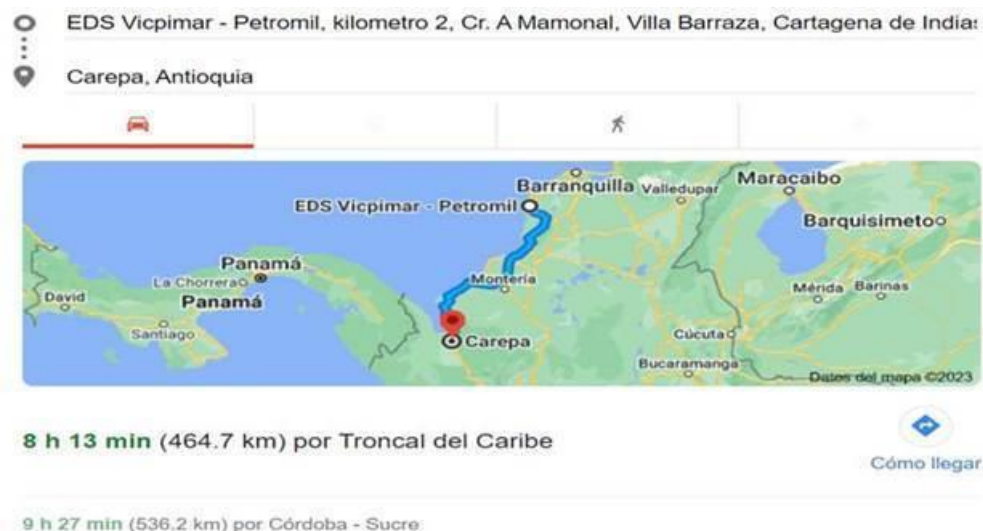 EDS Vicpimar - Petromil, kilometro 2, Cr. A Mamonal, Villa Barraza, Cartagena de Indias
Carepa, Antioquia
Barranquilla
Valledupar
Maracaibo
EDS Vicpimar - Petromil
Barquisimeto
Panamá
La Chorrera
Montería
Mérida
Barinas
David
Panamá
Santiago
Carepa
Cúcuta
Bucaramanga
Datos del mapa ©2023
8 h 13 min (464.7 km) por Troncal del Caribe
Cómo llegar
9 h 27 min (536.2 km) por Córdoba - Sucre